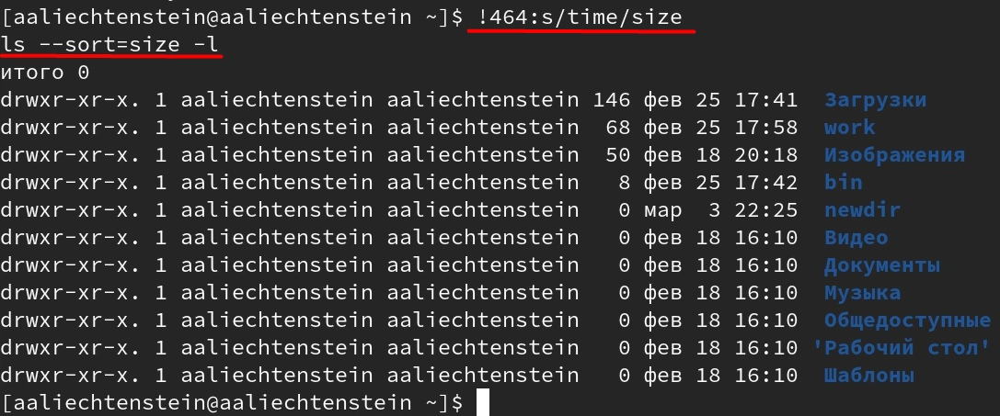 [aaliechtenstein@aaliechtenstein ~]$ !464:s/time/size
ls --sort=size -l
итого 0
drwxr-xr-x. 1 aaliechtenstein aaliechtenstein 146 фев 25 17:41  Загрузки
drwxr-xr-x. 1 aaliechtenstein aaliechtenstein  68 фев 25 17:58  work
drwxr-xr-x. 1 aaliechtenstein aaliechtenstein  50 фев 18 20:18  Изображения
drwxr-xr-x. 1 aaliechtenstein aaliechtenstein   8 фев 25 17:42  bin
drwxr-xr-x. 1 aaliechtenstein aaliechtenstein   0 мар  3 22:25  newdir
drwxr-xr-x. 1 aaliechtenstein aaliechtenstein   0 фев 18 16:10  Видео
drwxr-xr-x. 1 aaliechtenstein aaliechtenstein   0 фев 18 16:10  Документы
drwxr-xr-x. 1 aaliechtenstein aaliechtenstein   0 фев 18 16:10  Музыка
drwxr-xr-x. 1 aaliechtenstein aaliechtenstein   0 фев 18 16:10  Общедоступные
drwxr-xr-x. 1 aaliechtenstein aaliechtenstein   0 фев 18 16:10 'Рабочий стол'
drwxr-xr-x. 1 aaliechtenstein aaliechtenstein   0 фев 18 16:10  Шаблоны
[aaliechtenstein@aaliechtenstein ~]$